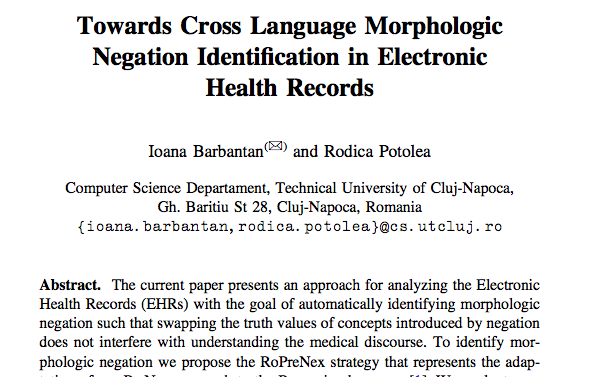 Towards Cross Language Morphologic
Negation Identification in Electronic
Health Records
Ioana Barbantan(✉) and Rodica Potolea
Computer Science Departament, Technical University of Cluj-Napoca,
Gh. Baritiu St 28, Cluj-Napoca, Romania
{ioana.barbantan,rodica.potolea}@cs.utcluj.ro
Abstract. The current paper presents an approach for analyzing the Electronic
Health Records (EHRs) with the goal of automatically identifying morphologic
negation such that swapping the truth values of concepts introduced by negation
does not interfere with understanding the medical discourse. To identify mor-
phologic negation we propose the RoPreNex strategy that represents the adap-